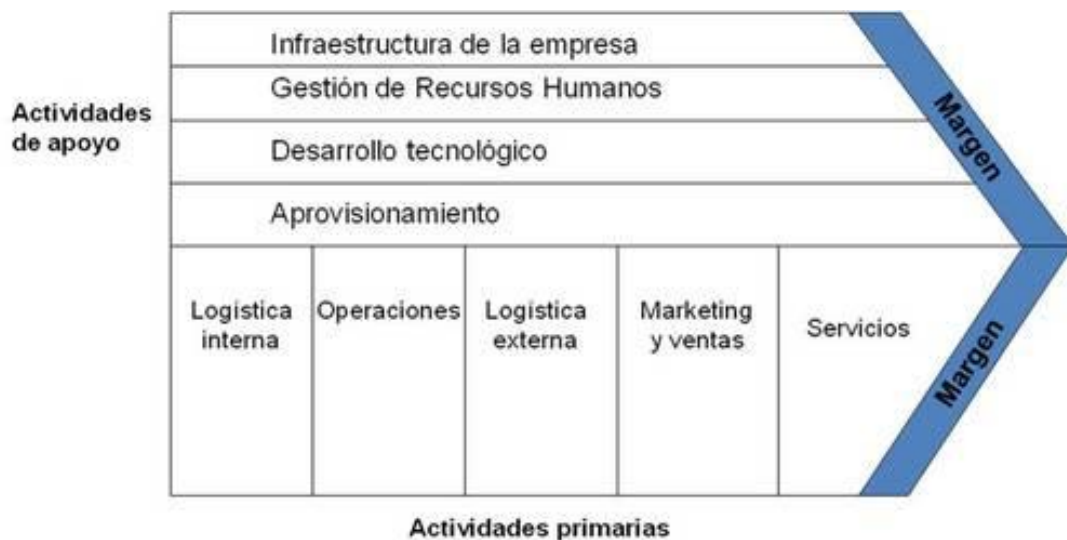 Infraestructura de la empresa
Gestión de Recursos Humanos
Actividades
de apoyo
Desarrollo tecnológico
Aprovisionamiento
Margen
Logística
interna
Operaciones
Logística
externa
Marketing
y ventas
Servicios
Margen
Actividades primarias